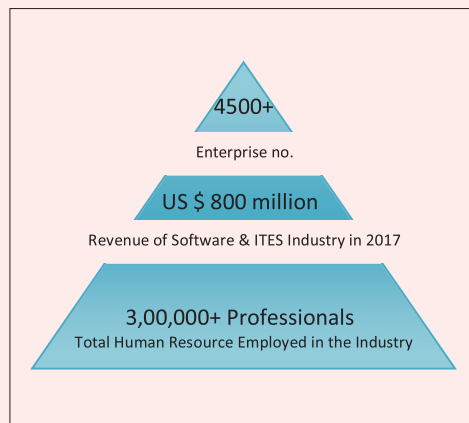 4500+
Enterprise no.
US $ 800 million
Revenue of Software & ITES Industry in 2017
3,00,000+ Professionals
Total Human Resource Employed in the Industry